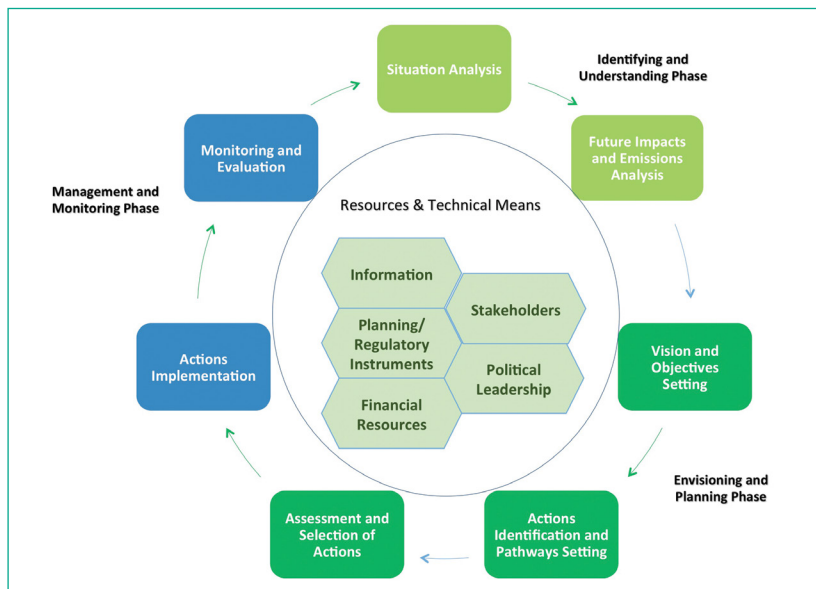 Situation Analysis
Identifying and
Understanding Phase
Future Impacts
and Emissions
Analysis
Vision and
Objectives
Setting
Envisioning and
Planning Phase
Actions
Identification and
Pathways Setting
Assessment and
Selection of
Actions
Actions
Implementation
Management and
Monitoring Phase
Monitoring and
Evaluation
Resources & Technical Means
Information
Stakeholders
Planning/
Regulatory
Instruments
Political
Leadership
Financial
Resources